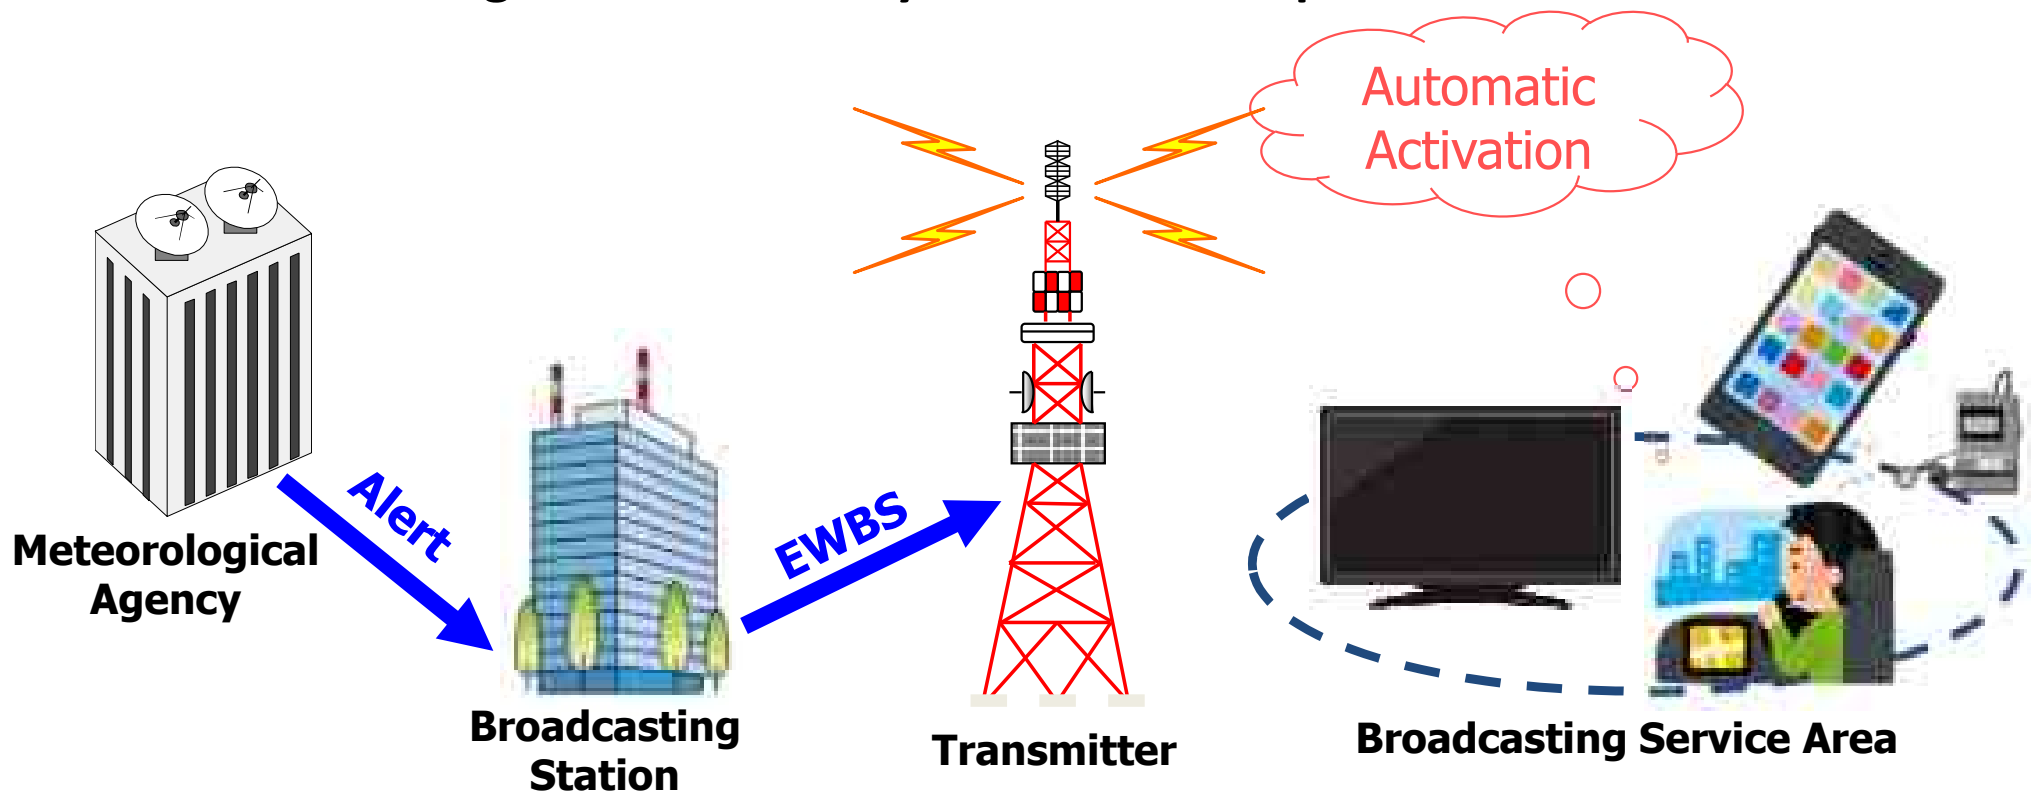 Automatic
Activation
Alert
EWBS
Meteorological
Agency
Broadcasting
Station
Transmitter
Broadcasting Service Area